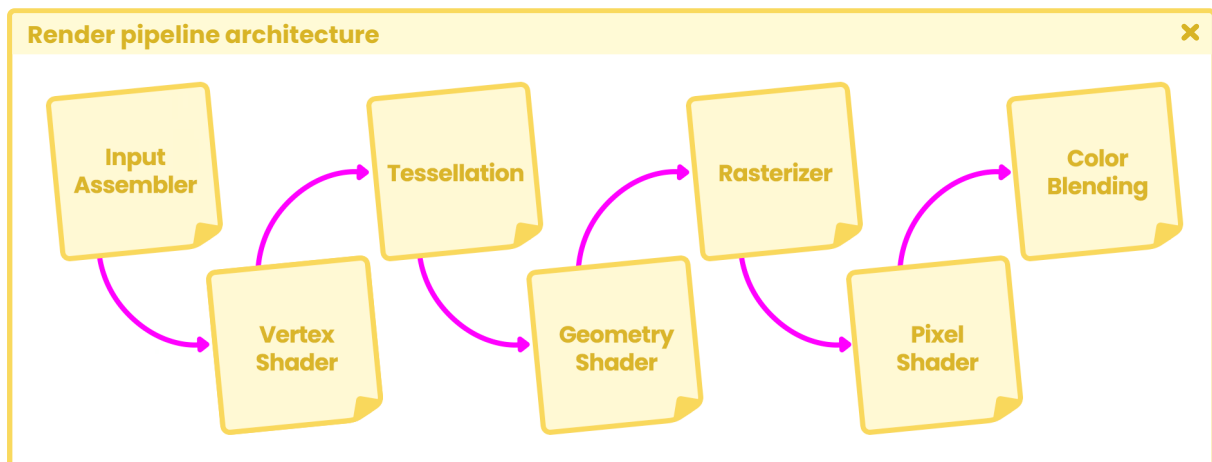 Render pipeline architecture
Input
Assembler
Vertex
Shader
Tessellation
Geometry
Shader
Rasterizer
Pixel
Shader
Color
Blending